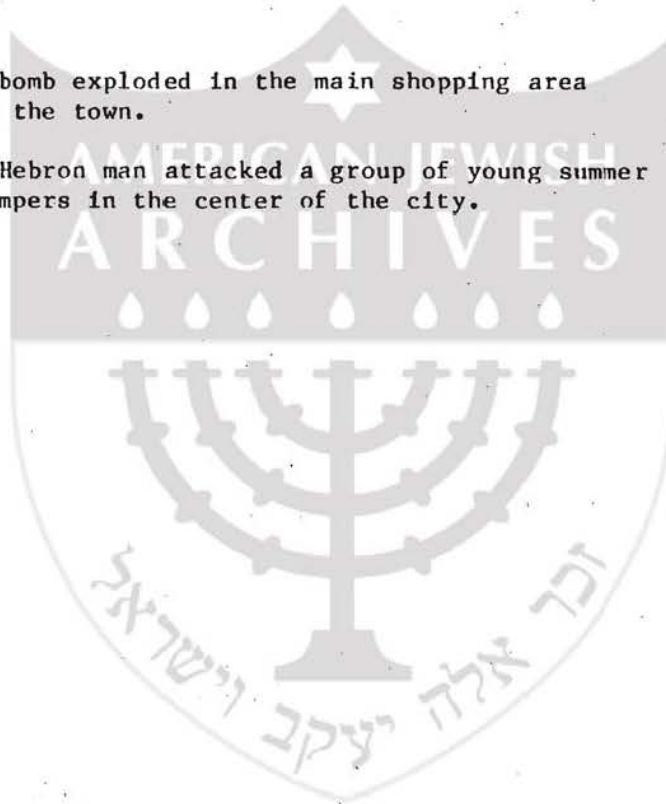 bomb exploded in the main shopping area
the town.
Hebron man attacked a group of young summer
mpers in the center of the city.
AMERICAN JEWISH
ARCHIVES
זכר אלה יעקב וישראל